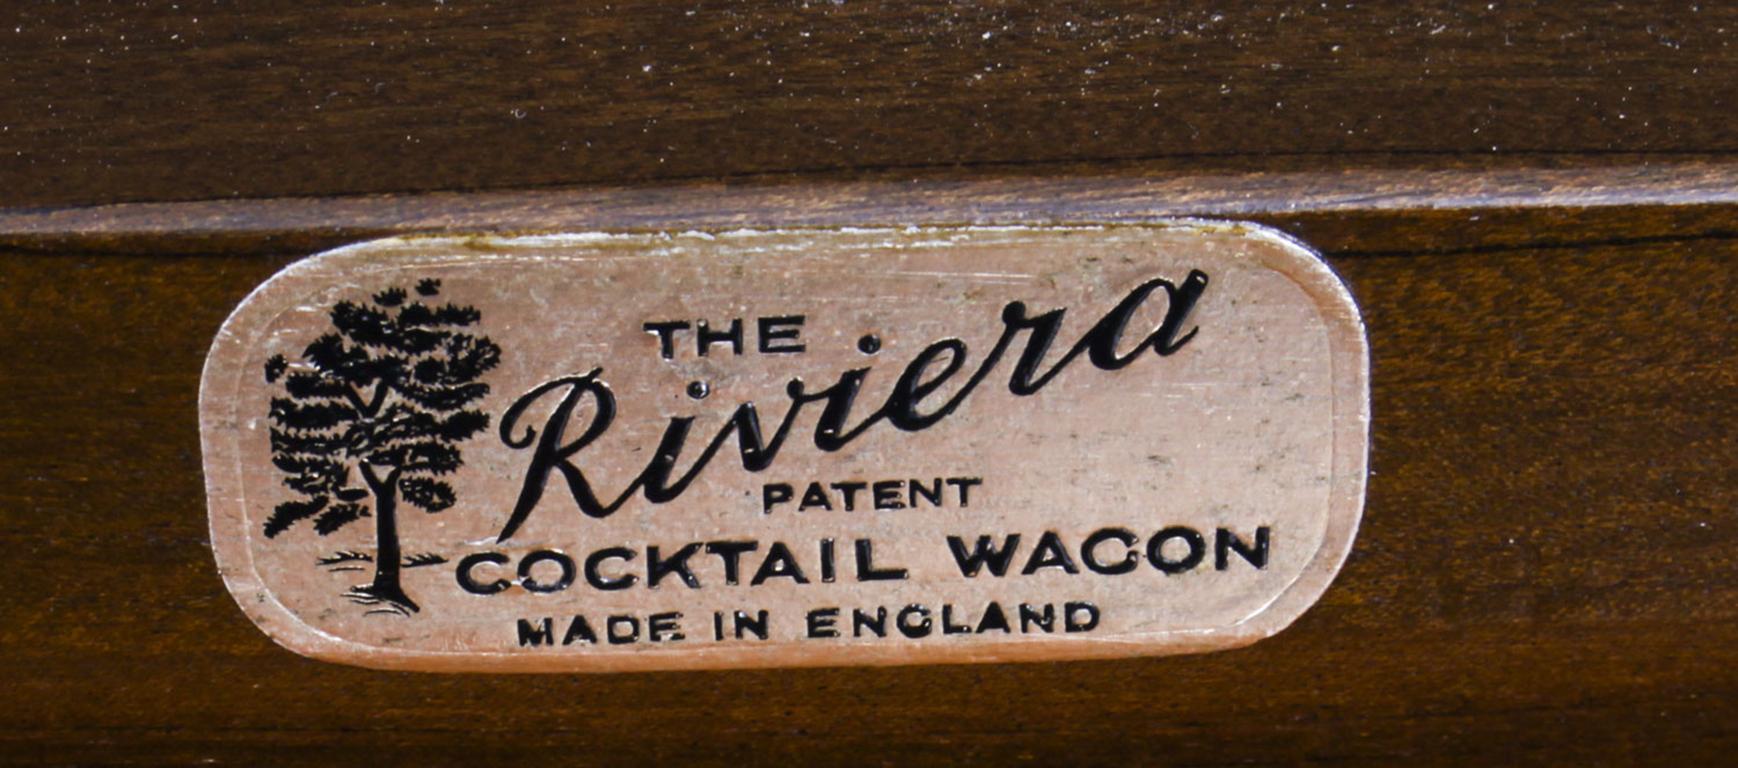 THE
Riviera
PATENT
COCKTAIL WAGON
MADE IN ENGLAND